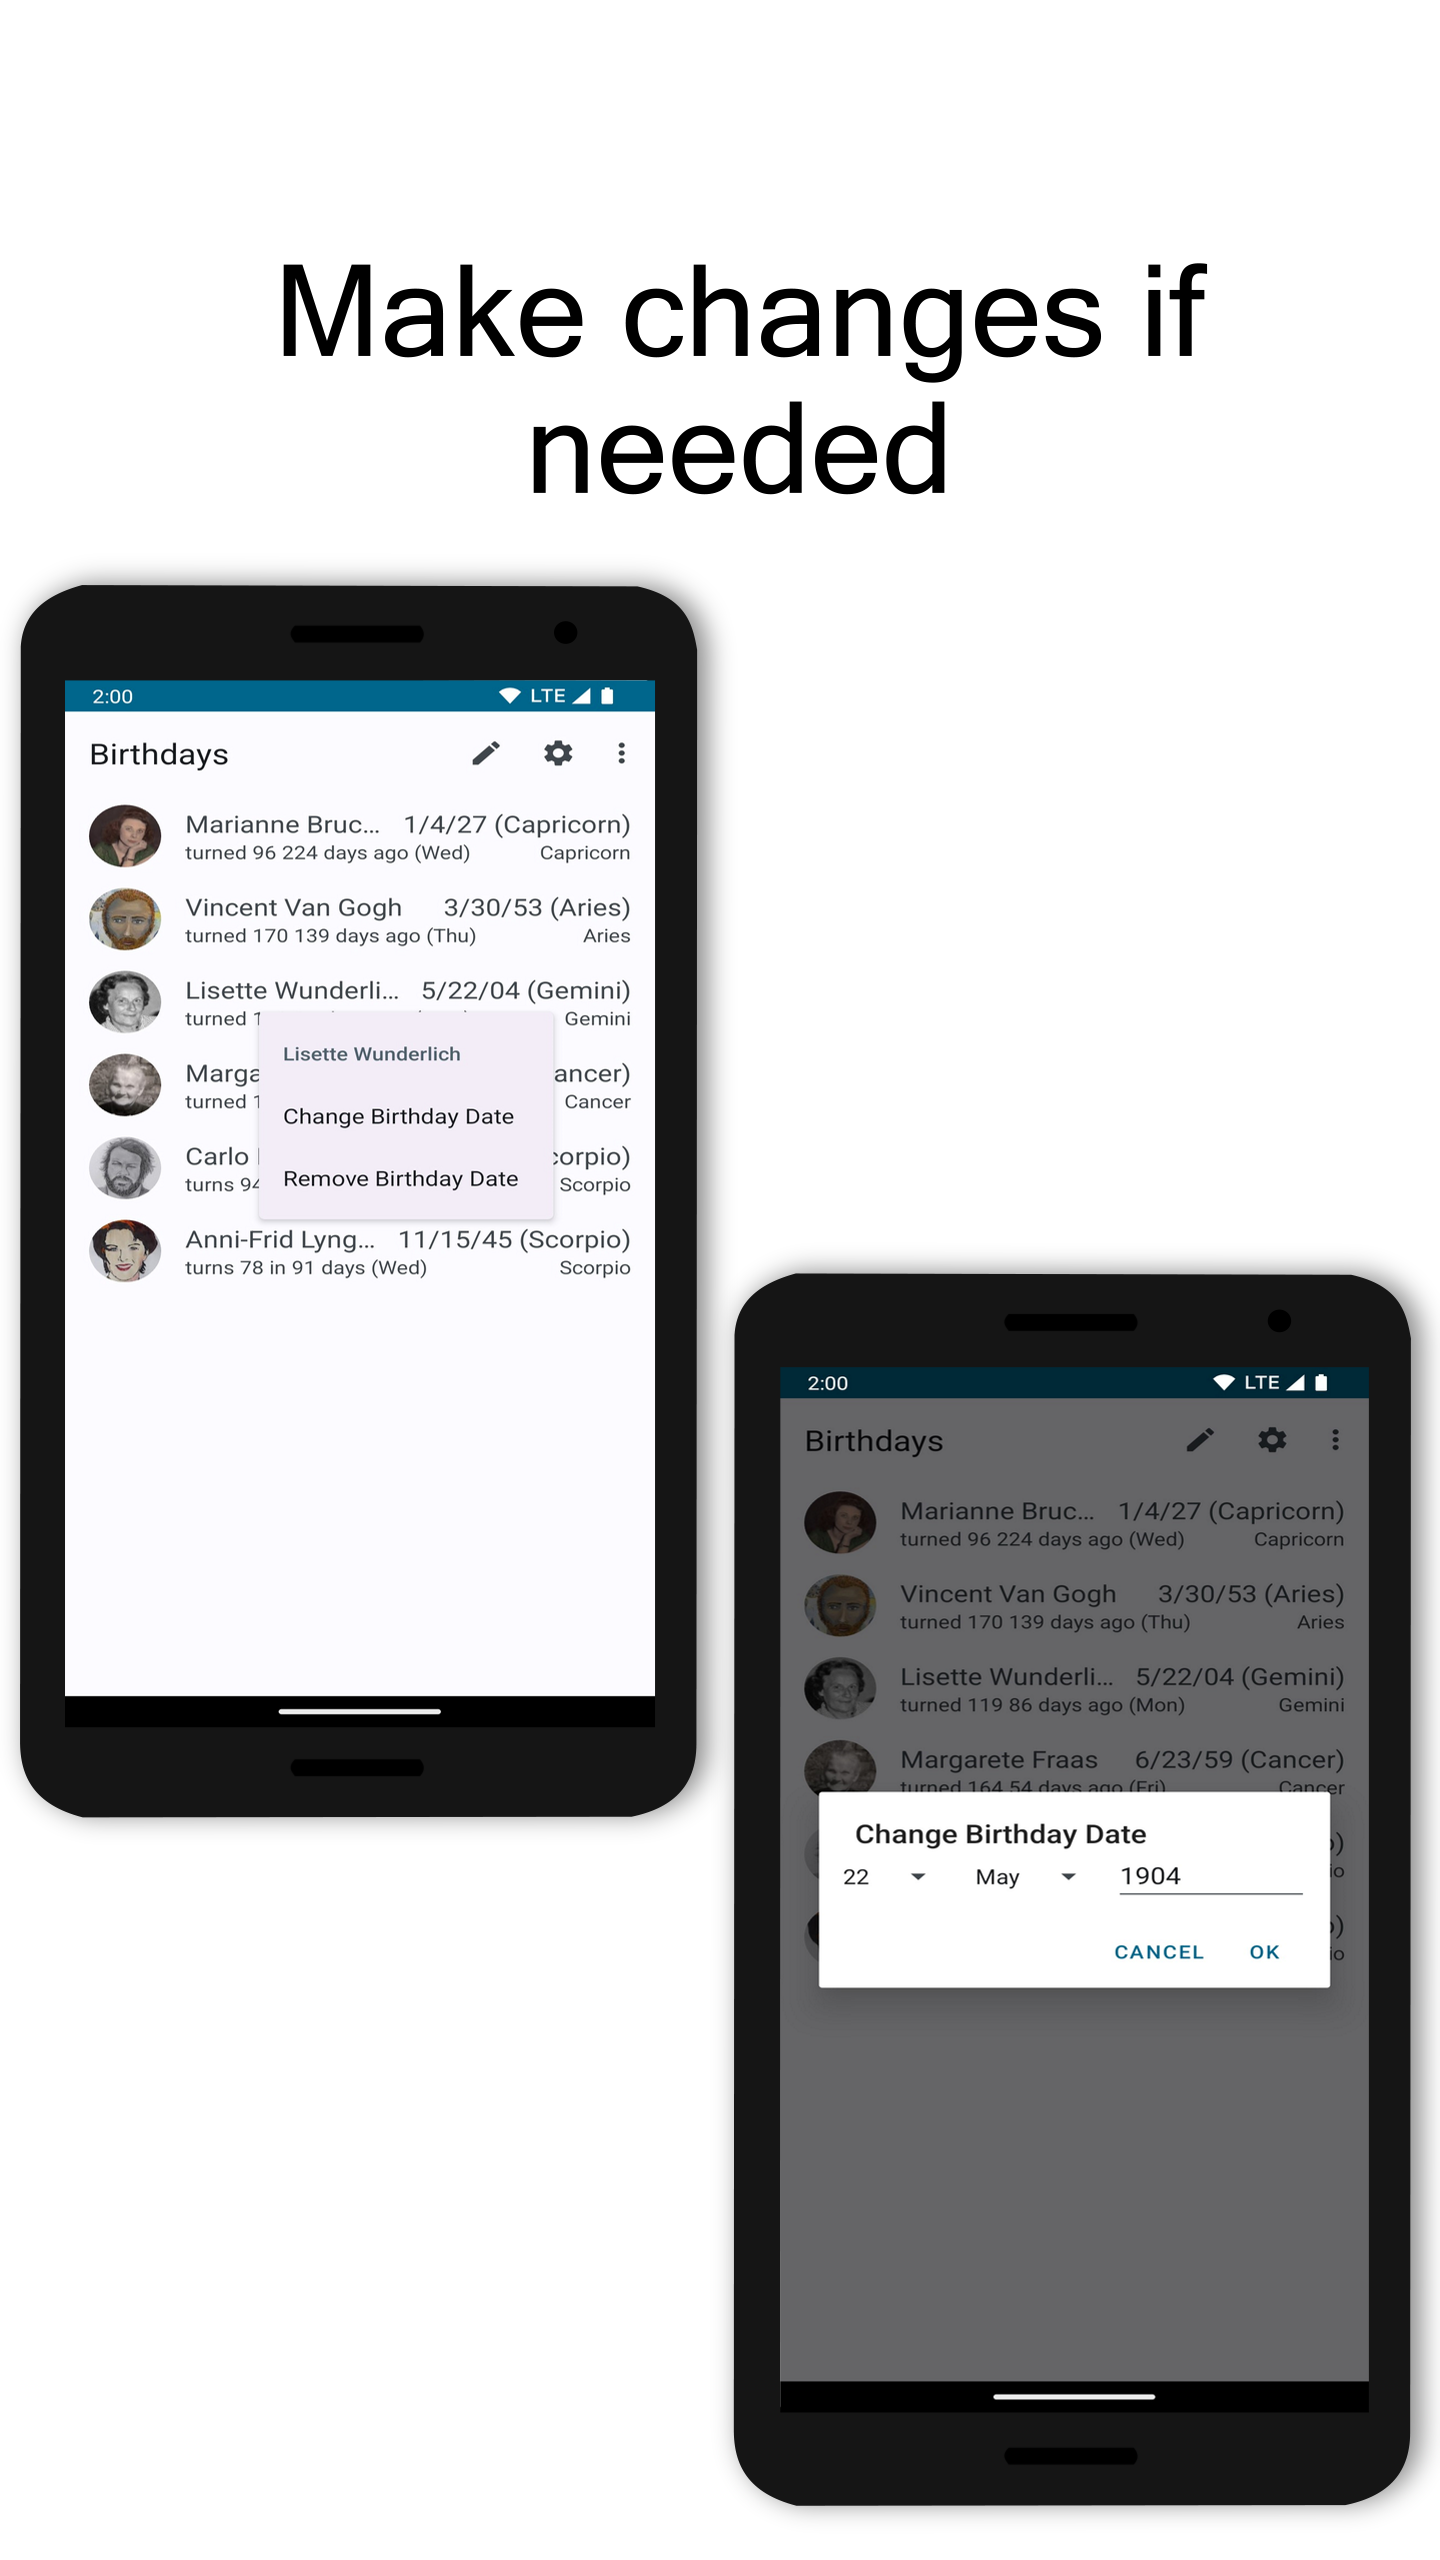 Make changes if
needed
2:00 LTE
Birthdays
Marianne Bruc... 1/4/27 (Capricorn)
turned 96 224 days ago (Wed) Capricorn
Vincent Van Gogh 3/30/53 (Aries)
turned 170 139 days ago (Thu) Aries
Lisette Wunderli... 5/22/04 (Gemini)
turned 1 Gemini
Lisette Wunderlich
Marga ancer)
turned 1 Cancer
Change Birthday Date
Carlo corpio)
turns 94 Scorpio
Remove Birthday Date
Anni-Frid Lyng... 11/15/45 (Scorpio)
turns 78 in 91 days (Wed) Scorpio
2:00 LTE
Birthdays
Marianne Bruc... 1/4/27 (Capricorn)
turned 96 224 days ago (Wed) Capricorn
Vincent Van Gogh 3/30/53 (Aries)
turned 170 139 days ago (Thu) Aries
Lisette Wunderli... 5/22/04 (Gemini)
turned 119 86 days ago (Mon) Gemini
Margarete Fraas 6/23/59 (Cancer)
turned 164 54 days ago (Fri) Cancer
Change Birthday Date
22 May 1904
io
CANCEL OK
io